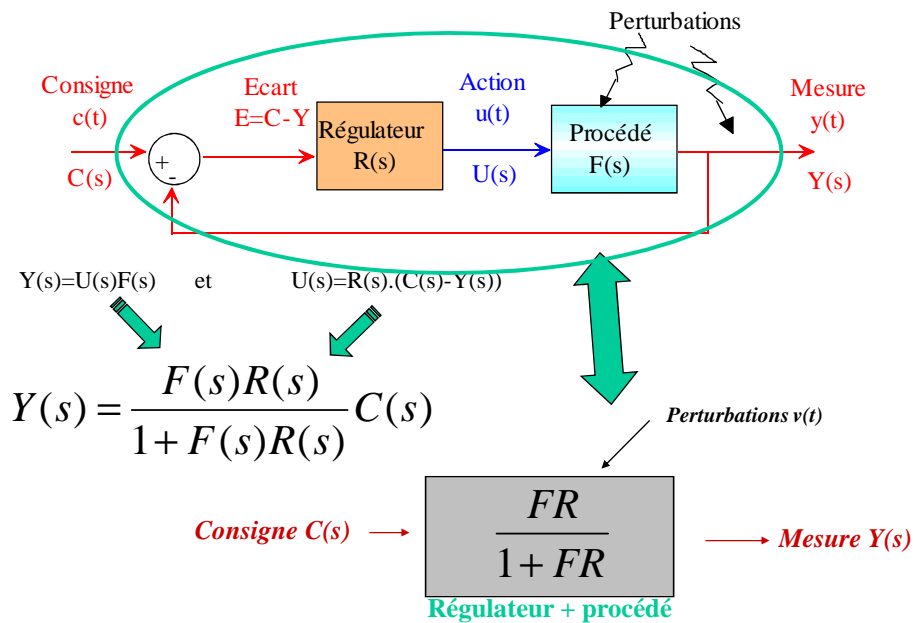 Perturbations
Consigne
c(t)
C(s)
+
-
Ecart
E=C-Y
Régulateur
R(s)
Action
u(t)
U(s)
Procédé
F(s)
Mesure
y(t)
Y(s)
Y(s)=U(s)F(s) et U(s)=R(s).(C(s)-Y(s))
Y(s) = F(s)R(s) / 1+ F(s)R(s) C(s)
Perturbations v(t)
Consigne C(s)
FR
1 + FR
Mesure Y(s)
Régulateur + procédé